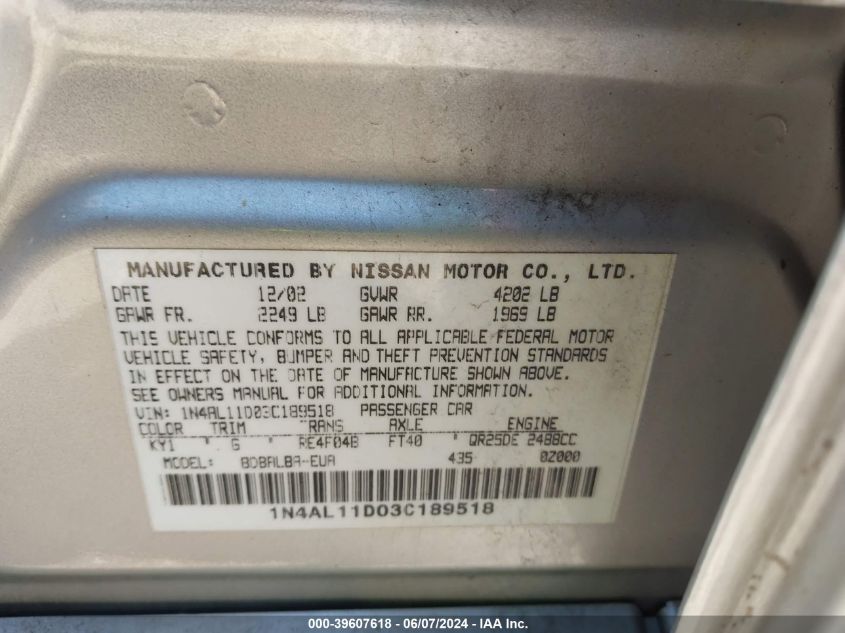 MANUFACTURED BY NISSAN MOTOR CO., LTD.
DATE 12/02 GVWR 4202 LB
GAWR FR. 2249 LB GAWR RR. 1969 LB
THIS VEHICLE CONFORMS TO ALL APPLICABLE FEDERAL MOTOR
VEHICLE SAFETY, BUMPER AND THEFT PREVENTION STANDARDS
IN EFFECT ON THE DATE OF MANUFACTURE SHOWN ABOVE.
SEE OWNERS MANUAL FOR ADDITIONAL INFORMATION.
VIN: 1N4AL11D03C189518 PASSENGER CAR
COLOR TRIM TRANS AXLE ENGINE
KY1 G RE4F04B FT40 QR25DE 2488CC
MODEL: BDBALBA-EUA 435 0Z000
1N4AL11D03C189518
000-39607618 - 06/07/2024 - IAA Inc.